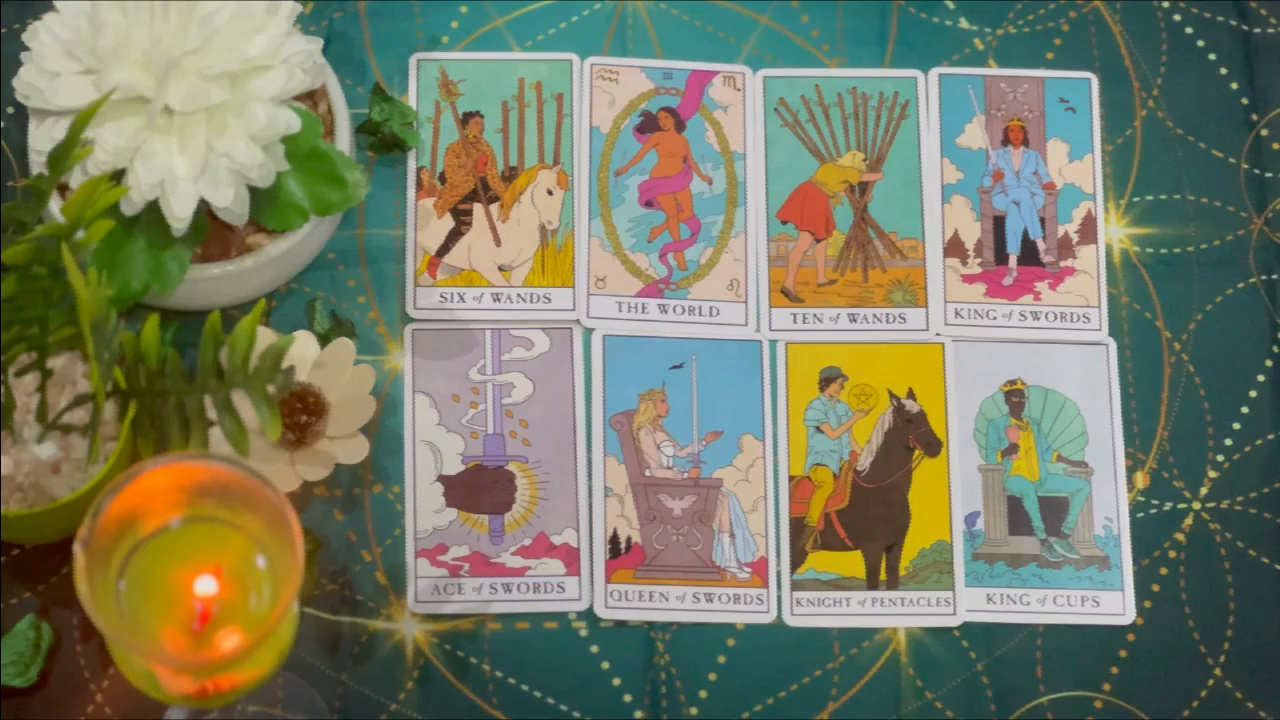 SIX of WANDS
THE WORLD
TEN of WANDS
KING of SWORDS
ACE of SWORDS
QUEEN of SWORDS
KNIGHT of PENTACLES
KING of CUPS